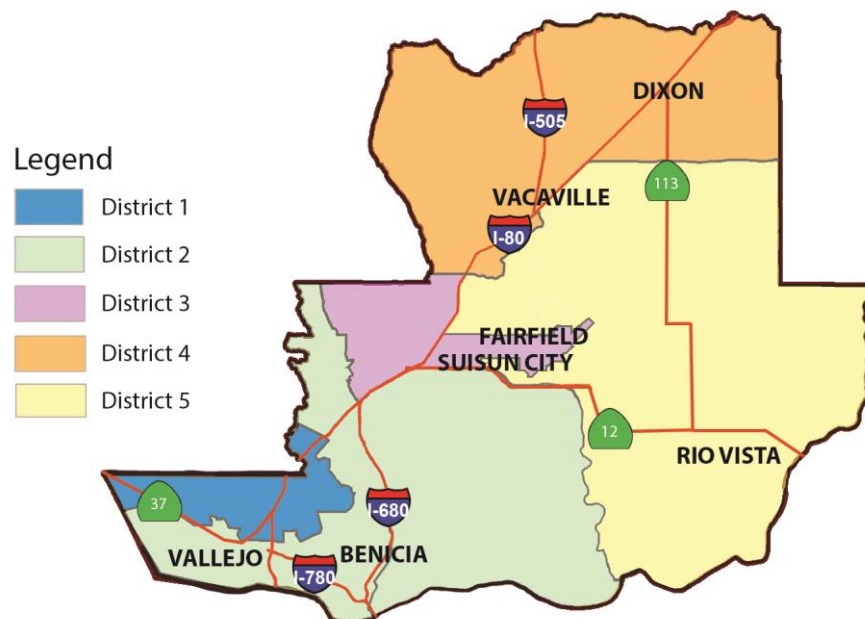 DIXON
I-505
Legend
113
District 1
VACAVILLE
I-80
District 2
District 3
FAIRFIELD
District 4
SUISUN CITY
District 5
12
RIO VISTA
37
I-680
VALLEJO
BENICIA
I-780